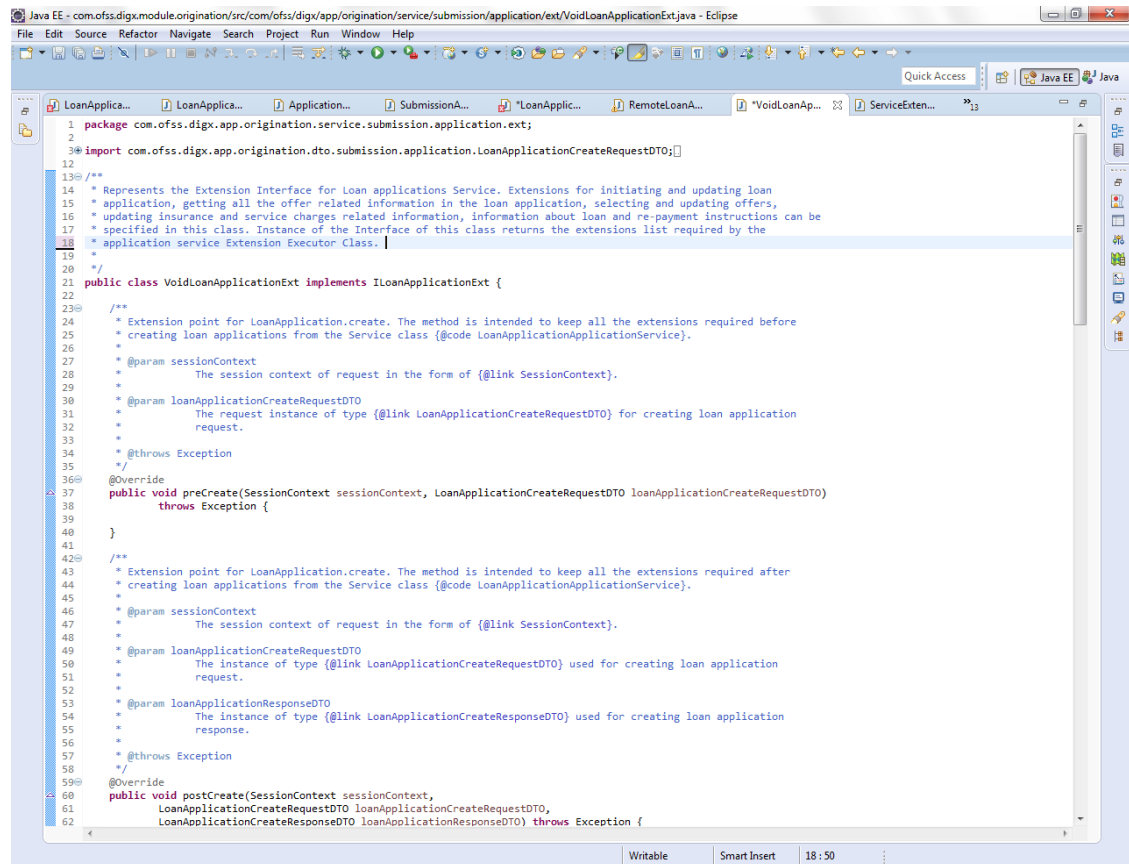 Java EE - com.ofss.digx.module.origination/src/com/ofss/digx/app/origination/service/submission/application/ext/VoidLoanApplicationExt.java - Eclipse
File Edit Source Refactor Navigate Search Project Run Window Help
Quick Access Java EE Java
LoanApplica... LoanApplica... Application... SubmissionA... *LoanApplic... RemoteLoanA... *VoidLoanAp... ServiceExten... »13
1 package com.ofss.digx.app.origination.service.submission.application.ext;
2
3 import com.ofss.digx.app.origination.dto.submission.application.LoanApplicationCreateRequestDTO;
12
13 /**
14 * Represents the Extension Interface for Loan applications Service. Extensions for initiating and updating loan
15 * application, getting all the offer related information in the loan application, selecting and updating offers,
16 * updating insurance and service charges related information, information about loan and re-payment instructions can be
17 * specified in this class. Instance of the Interface of this class returns the extensions list required by the
18 * application service Extension Executor Class.
19 *
20 */
21 public class VoidLoanApplicationExt implements ILoanApplicationExt {
22
23 /**
24 * Extension point for LoanApplication.create. The method is intended to keep all the extensions required before
25 * creating loan applications from the Service class {@code LoanApplicationApplicationService}.
26 *
27 * @param sessionContext
28 * The session context of request in the form of {@link SessionContext}.
29 *
30 * @param loanApplicationCreateRequestDTO
31 * The request instance of type {@link LoanApplicationCreateRequestDTO} for creating loan application
32 * request.
33 *
34 * @throws Exception
35 */
36 @Override
37 public void preCreate(SessionContext sessionContext, LoanApplicationCreateRequestDTO loanApplicationCreateRequestDTO)
38 throws Exception {
39
40 }
41
42 /**
43 * Extension point for LoanApplication.create. The method is intended to keep all the extensions required after
44 * creating loan applications from the Service class {@code LoanApplicationApplicationService}.
45 *
46 * @param sessionContext
47 * The session context of request in the form of {@link SessionContext}.
48 *
49 * @param loanApplicationCreateRequestDTO
50 * The instance of type {@link LoanApplicationCreateRequestDTO} used for creating loan application
51 * request.
52 *
53 * @param loanApplicationResponseDTO
54 * The instance of type {@link LoanApplicationCreateResponseDTO} used for creating loan application
55 * response.
56 *
57 * @throws Exception
58 */
59 @Override
60 public void postCreate(SessionContext sessionContext,
61 LoanApplicationCreateRequestDTO loanApplicationCreateRequestDTO,
62 LoanApplicationCreateResponseDTO loanApplicationResponseDTO) throws Exception {
Writable Smart Insert 18 : 50